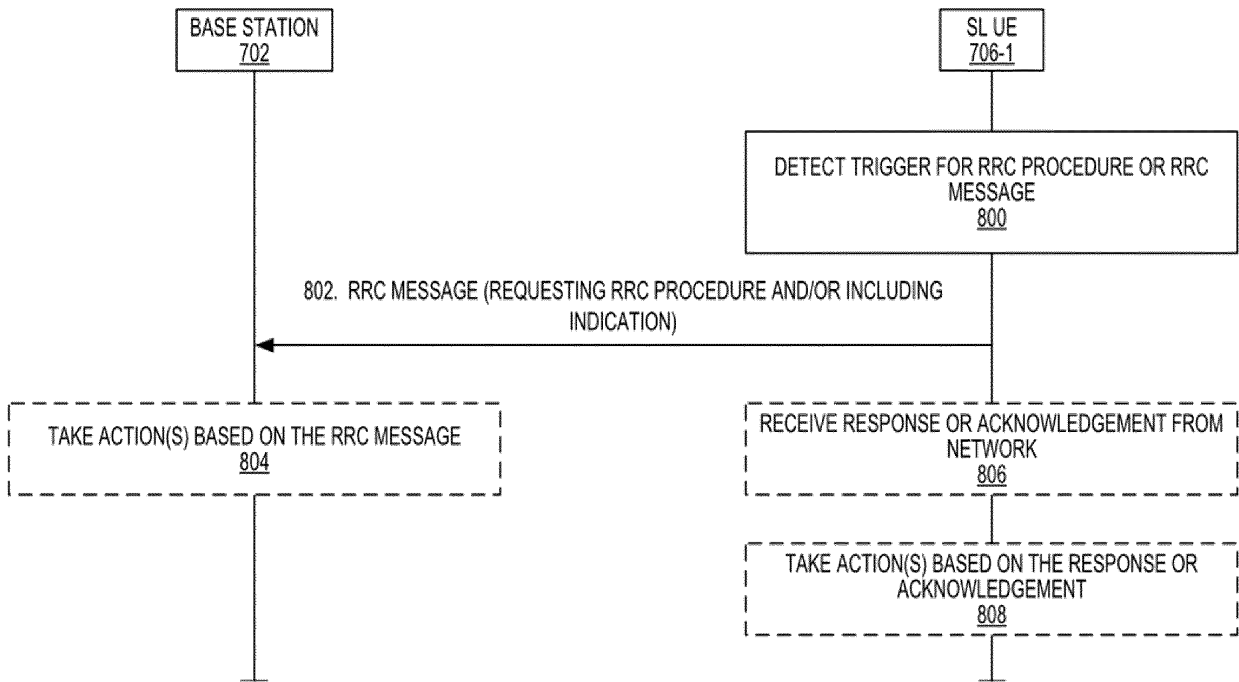 BASE STATION
702
SL UE
706-1
DETECT TRIGGER FOR RRC PROCEDURE OR RRC
MESSAGE
800
802. RRC MESSAGE (REQUESTING RRC PROCEDURE AND/OR INCLUDING
INDICATION)
TAKE ACTION(S) BASED ON THE RRC MESSAGE
804
RECEIVE RESPONSE OR ACKNOWLEDGEMENT FROM
NETWORK
806
TAKE ACTION(S) BASED ON THE RESPONSE OR
ACKNOWLEDGEMENT
808